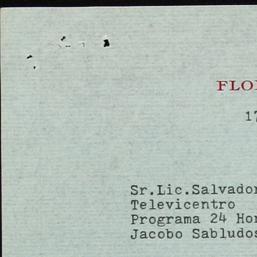 FLO
17
Sr.Lic.Salvador
Televicentro
Programa 24 Hor
Jacobo Sabludos